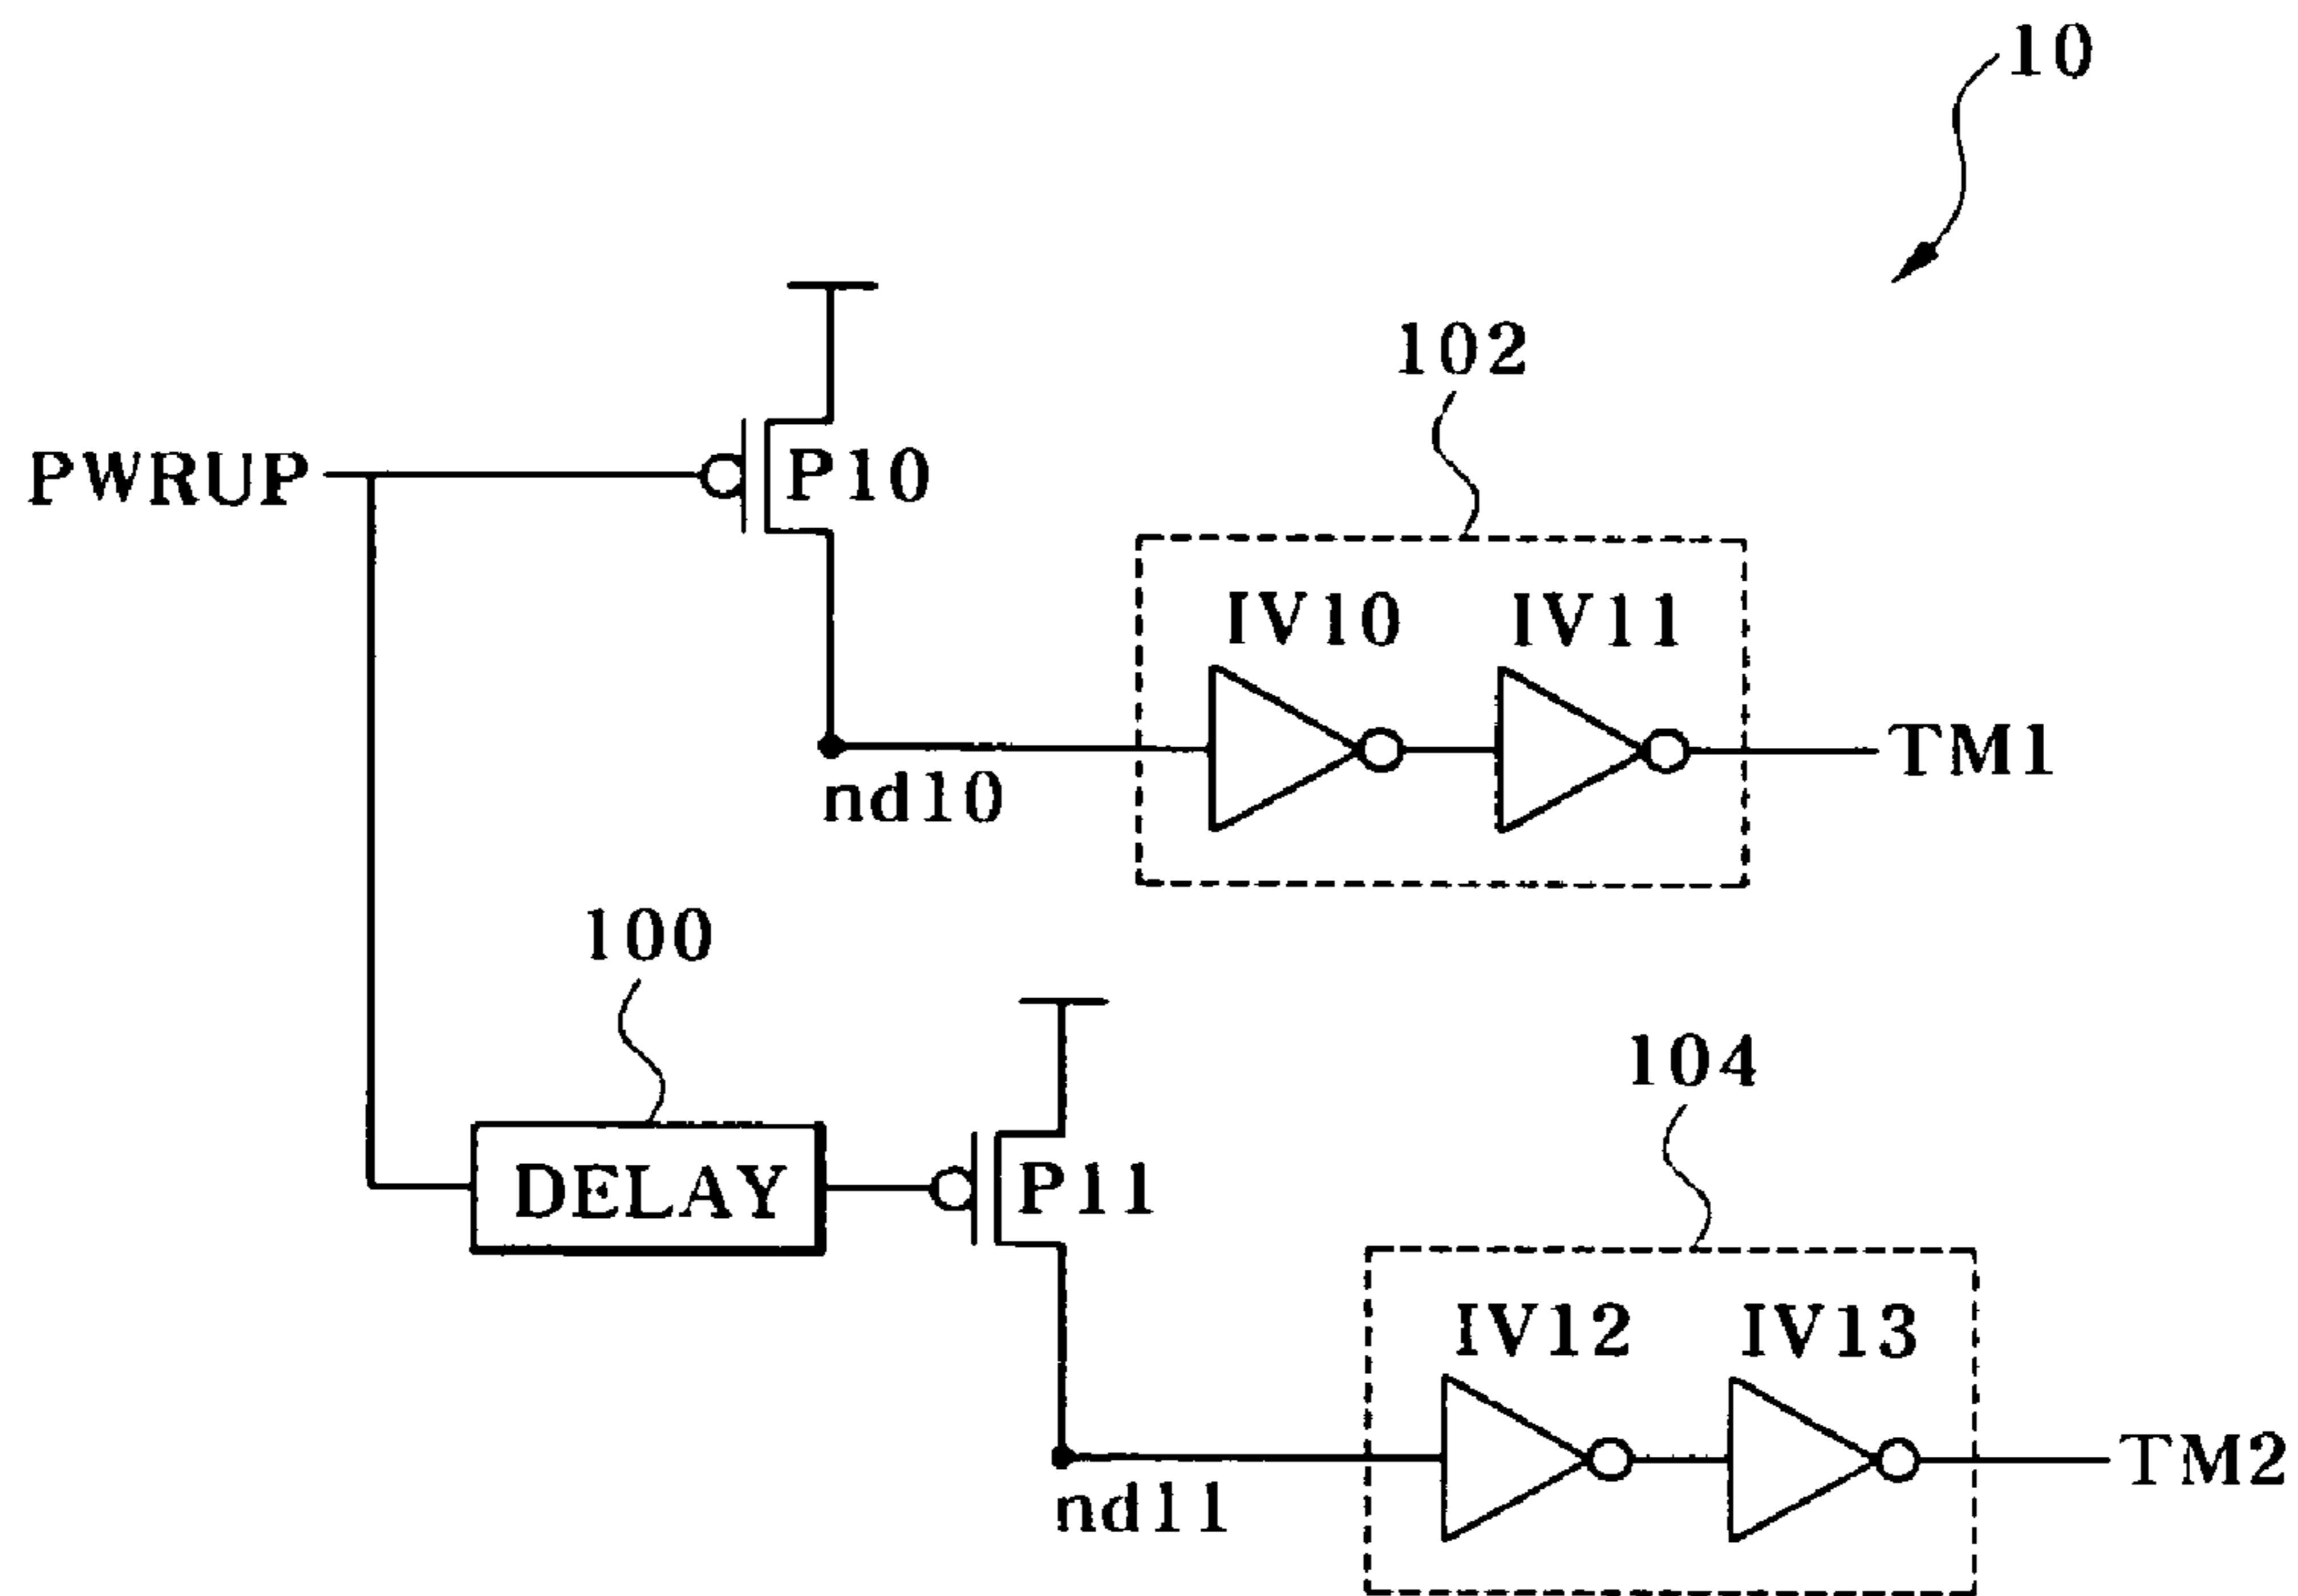 10
102
PWRUP
P10
IV10
IV11
TM1
nd10
100
104
DELAY
P11
IV12
IV13
TM2
nd11